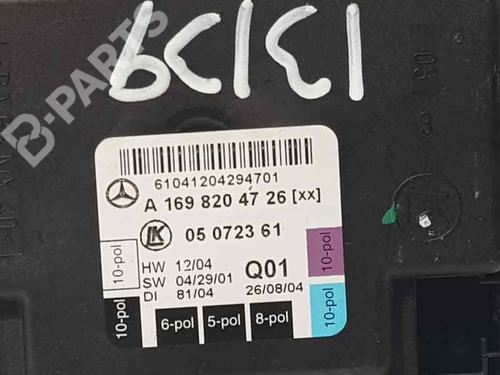 B-PARTS
13139
61041204294701
A 169 820 47 26 [xx]
LK
05 0723 61
HW 12/04
SW 04/29/01
DI 81/04
Q01
26/08/04
10-pol
10-pol
6-pol
5-pol
8-pol
10-pol
10-pol